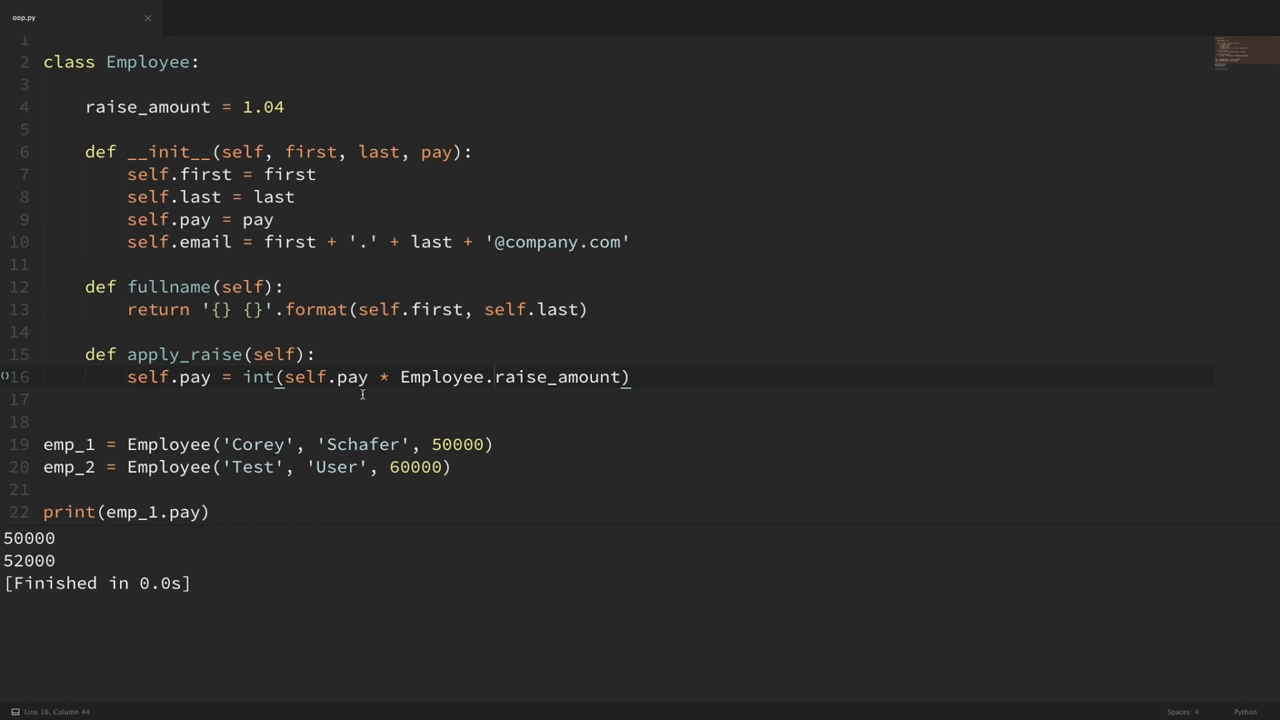 oop.py ×
1
2 class Employee:
3
4     raise_amount = 1.04
5
6     def __init__(self, first, last, pay):
7         self.first = first
8         self.last = last
9         self.pay = pay
10         self.email = first + '.' + last + '@company.com'
11
12     def fullname(self):
13         return '{} {}'.format(self.first, self.last)
14
15     def apply_raise(self):
()16         self.pay = int(self.pay * Employee.raise_amount)
17
18
19 emp_1 = Employee('Corey', 'Schafer', 50000)
20 emp_2 = Employee('Test', 'User', 60000)
21
22 print(emp_1.pay)
50000
52000
[Finished in 0.0s]
Line 16, Column 44 Spaces: 4 Python